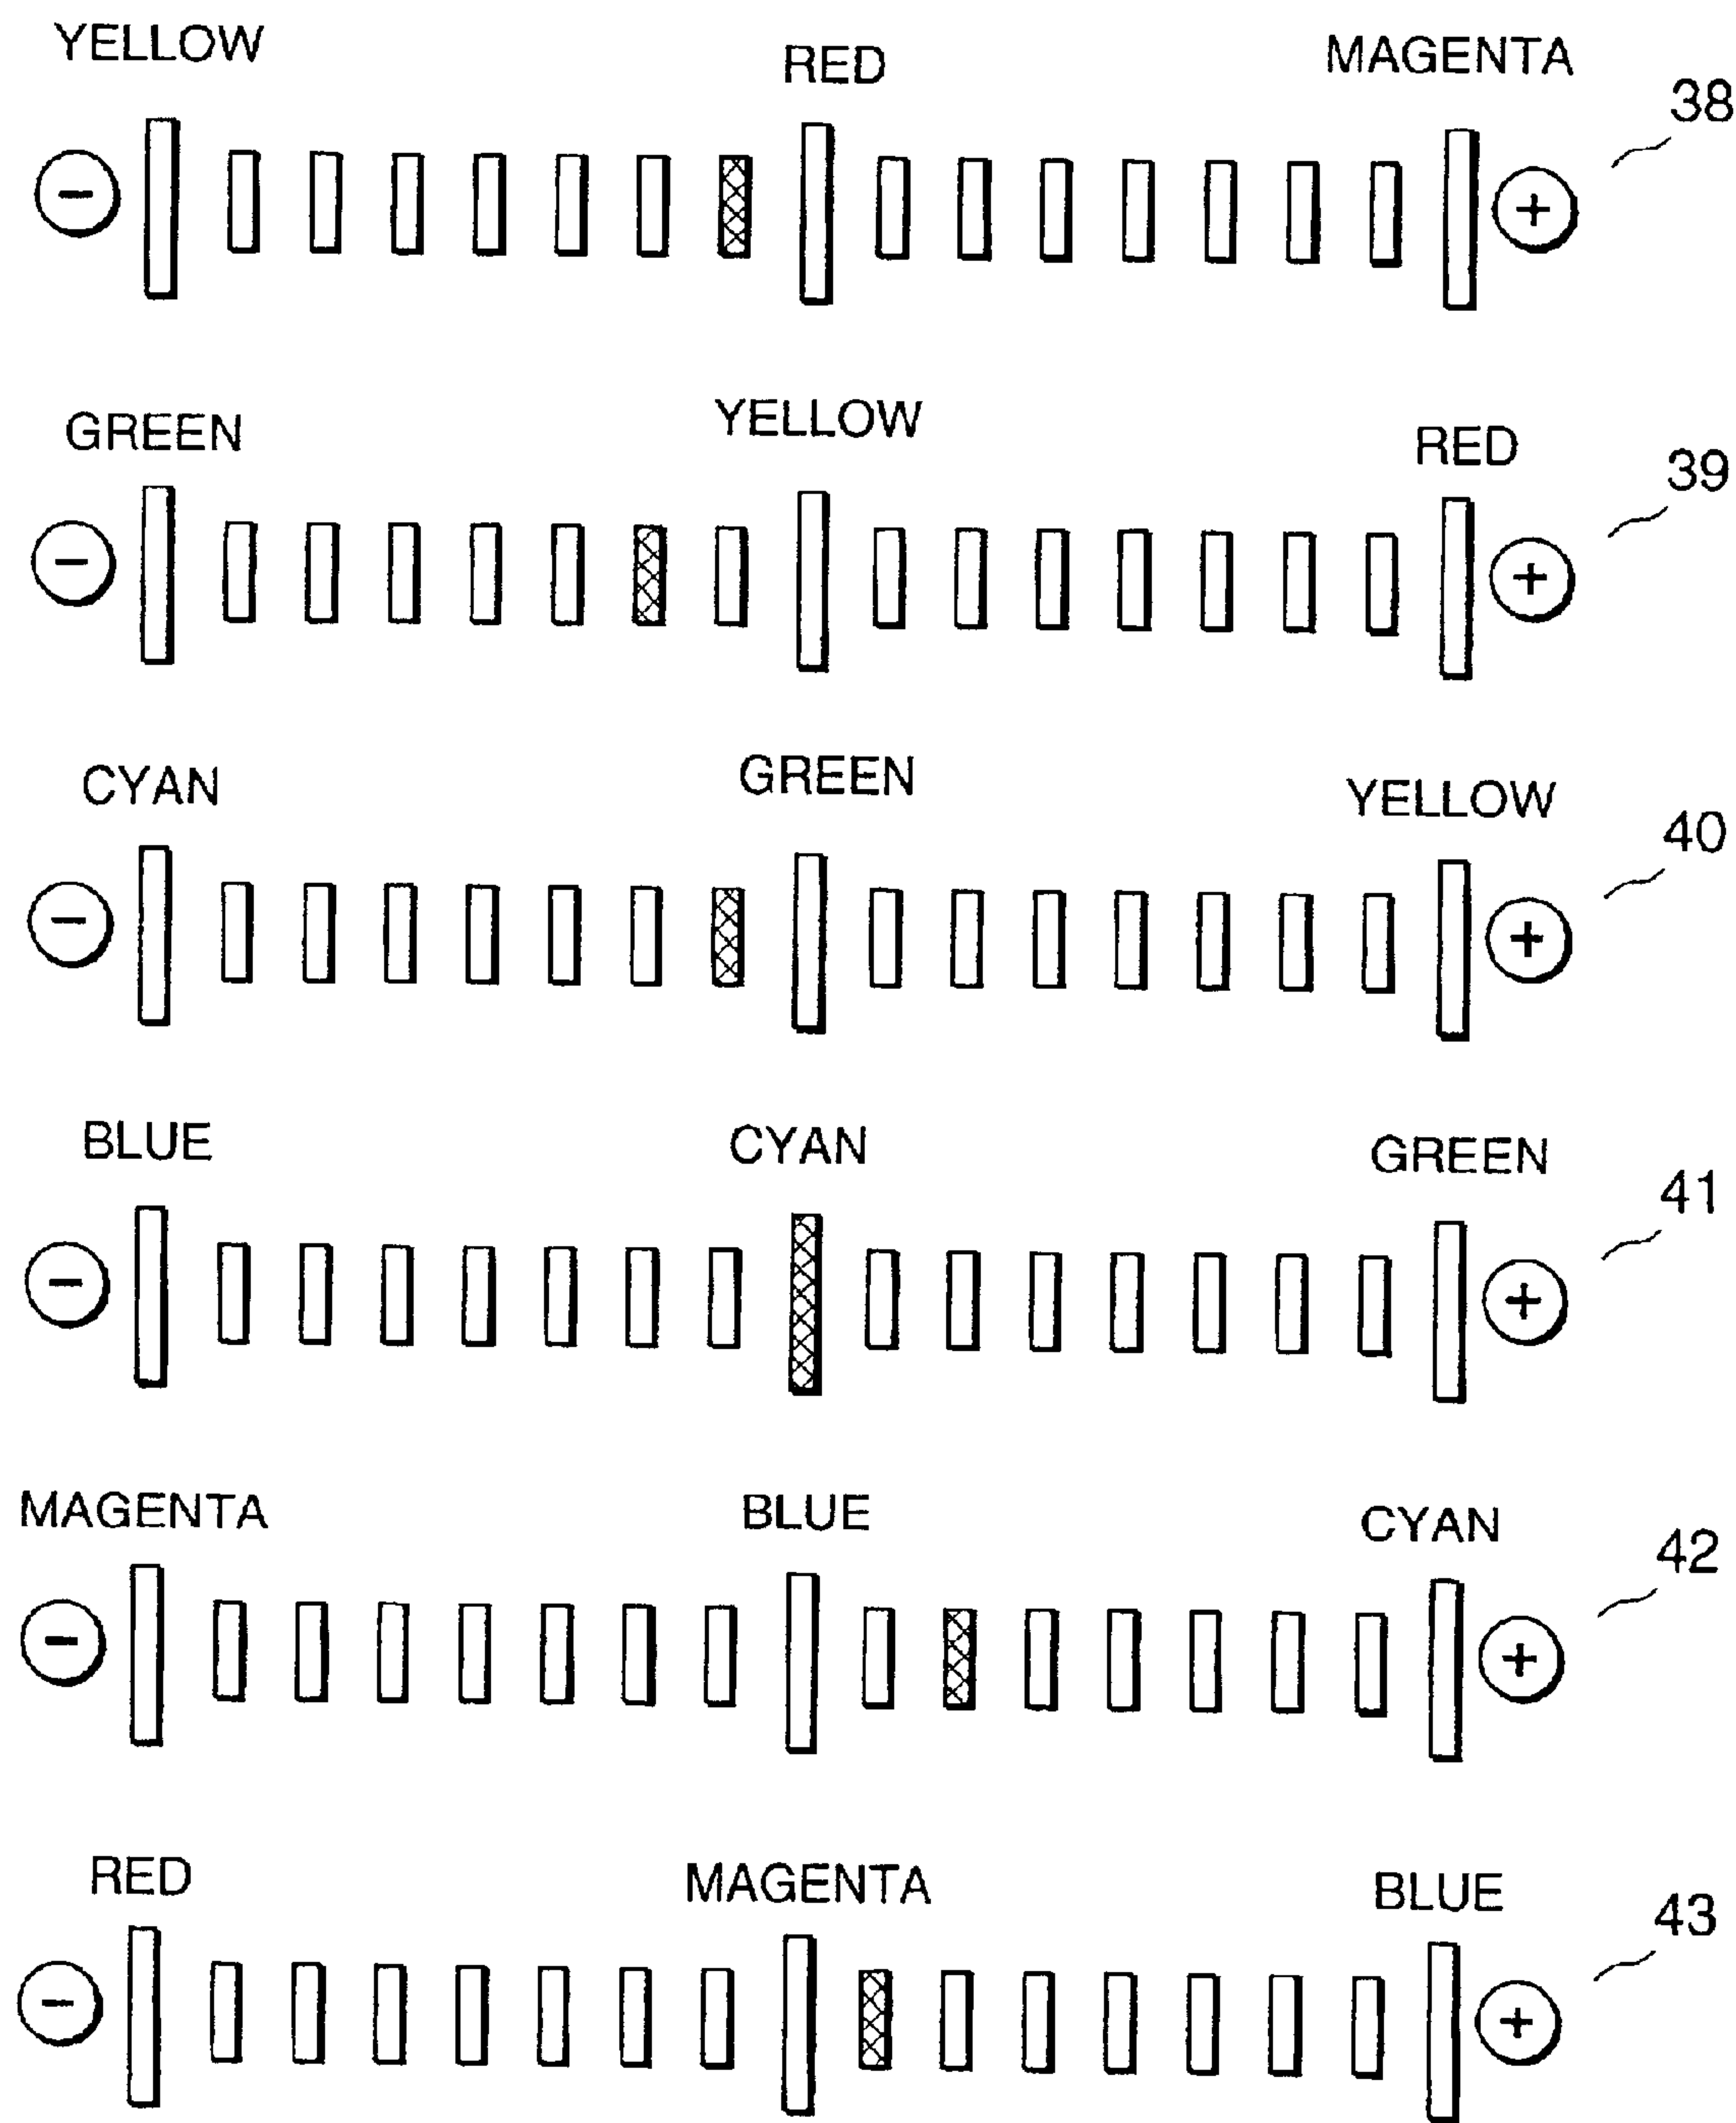 YELLOW RED MAGENTA
38
− +
GREEN YELLOW RED
39
− +
CYAN GREEN YELLOW
40
− +
BLUE CYAN GREEN
41
− +
MAGENTA BLUE CYAN
42
− +
RED MAGENTA BLUE
43
− +